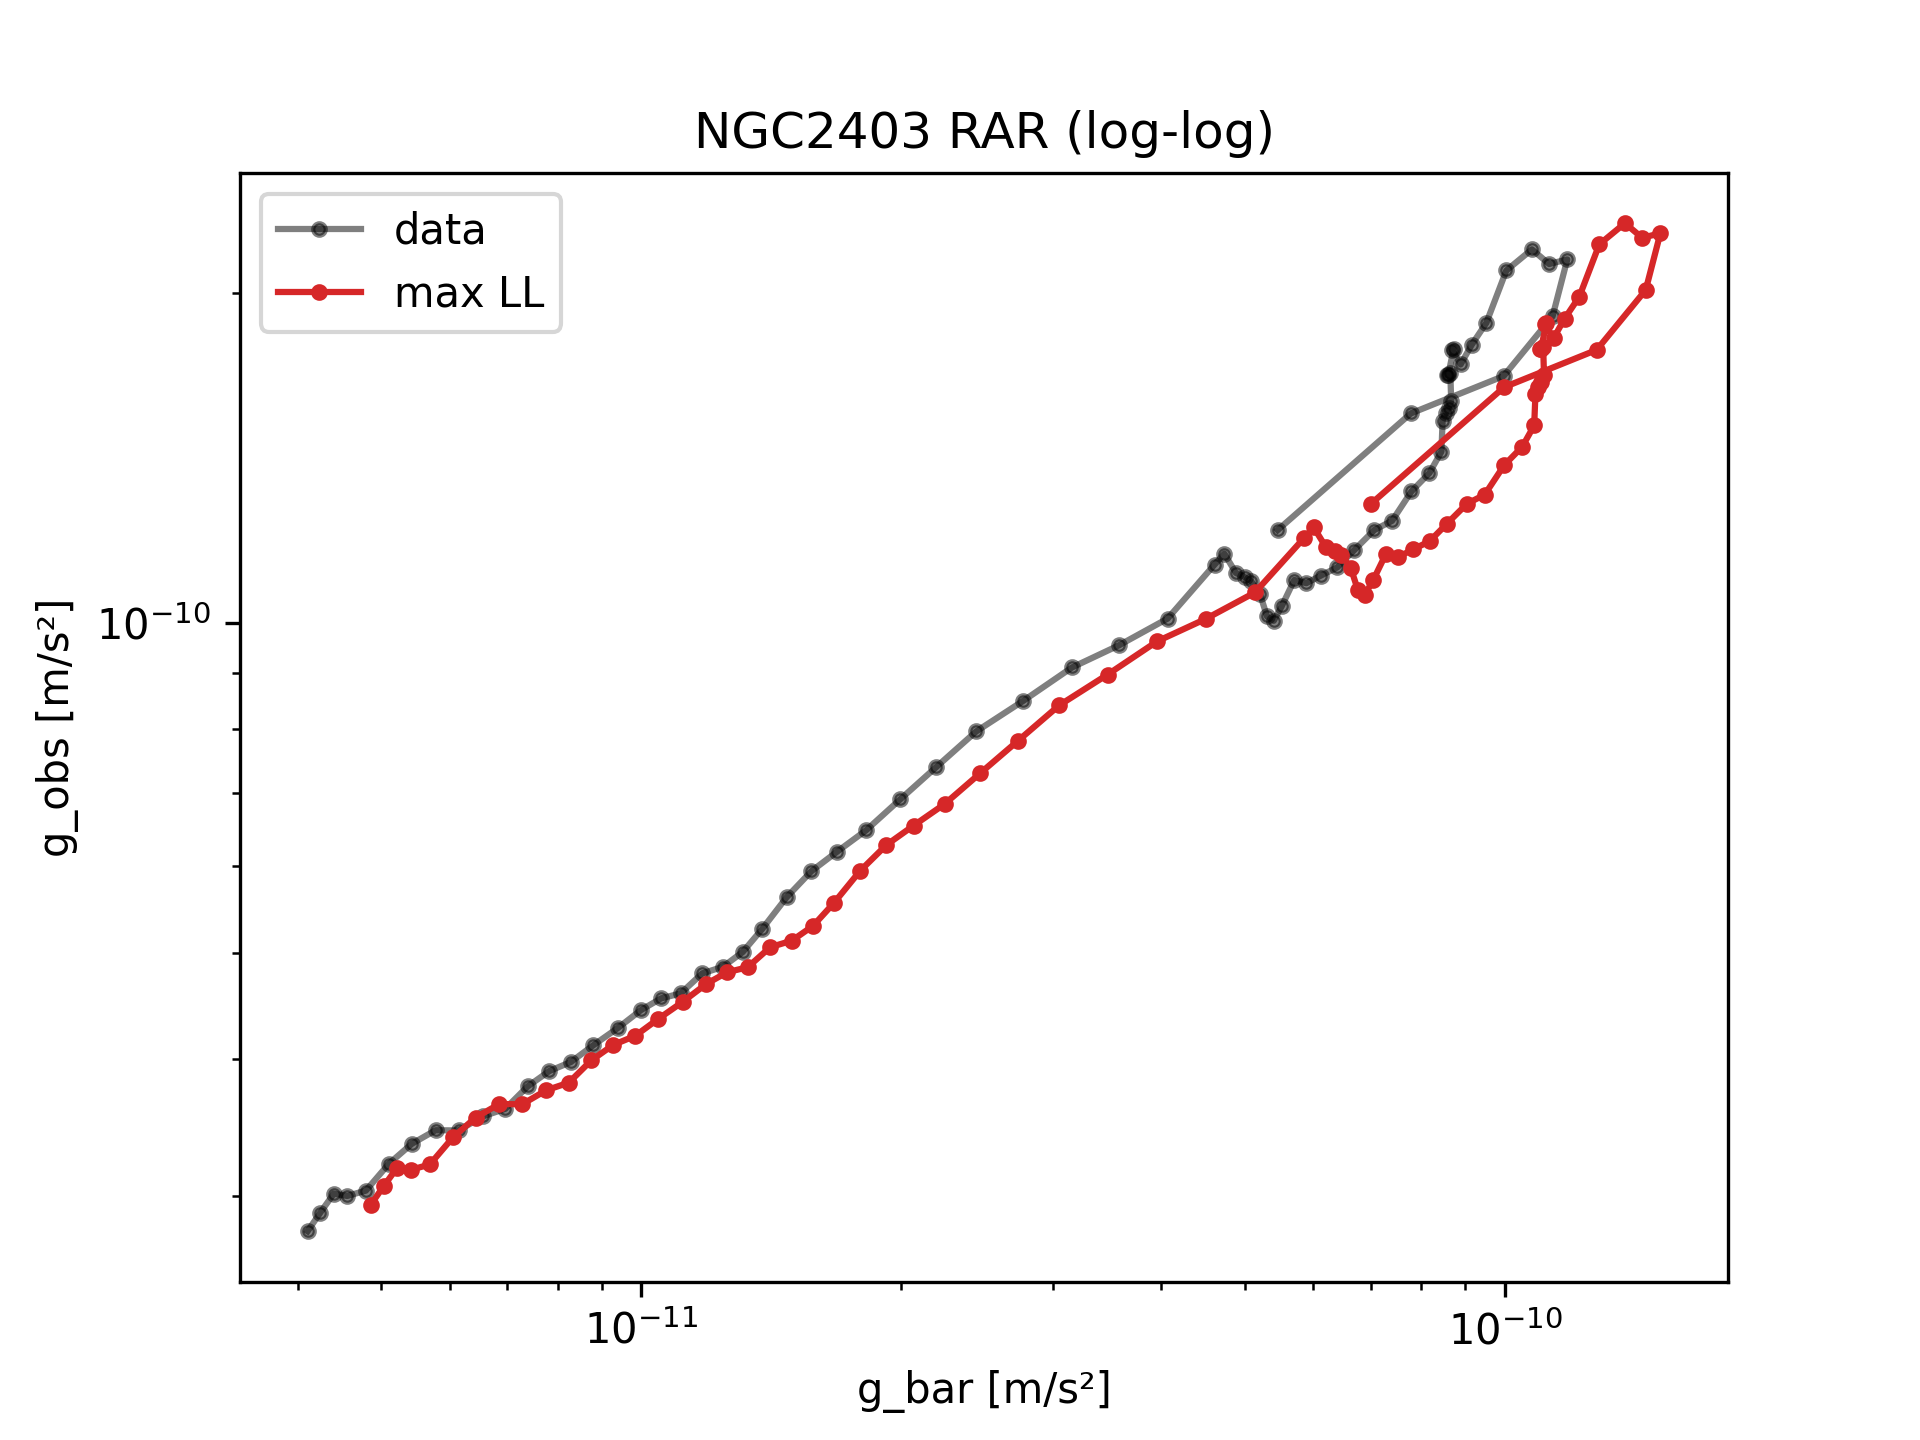 NGC2403 RAR (log-log)
data
max LL
g_obs [m/s²]
10⁻¹⁰
10⁻¹¹
10⁻¹⁰
g_bar [m/s²]